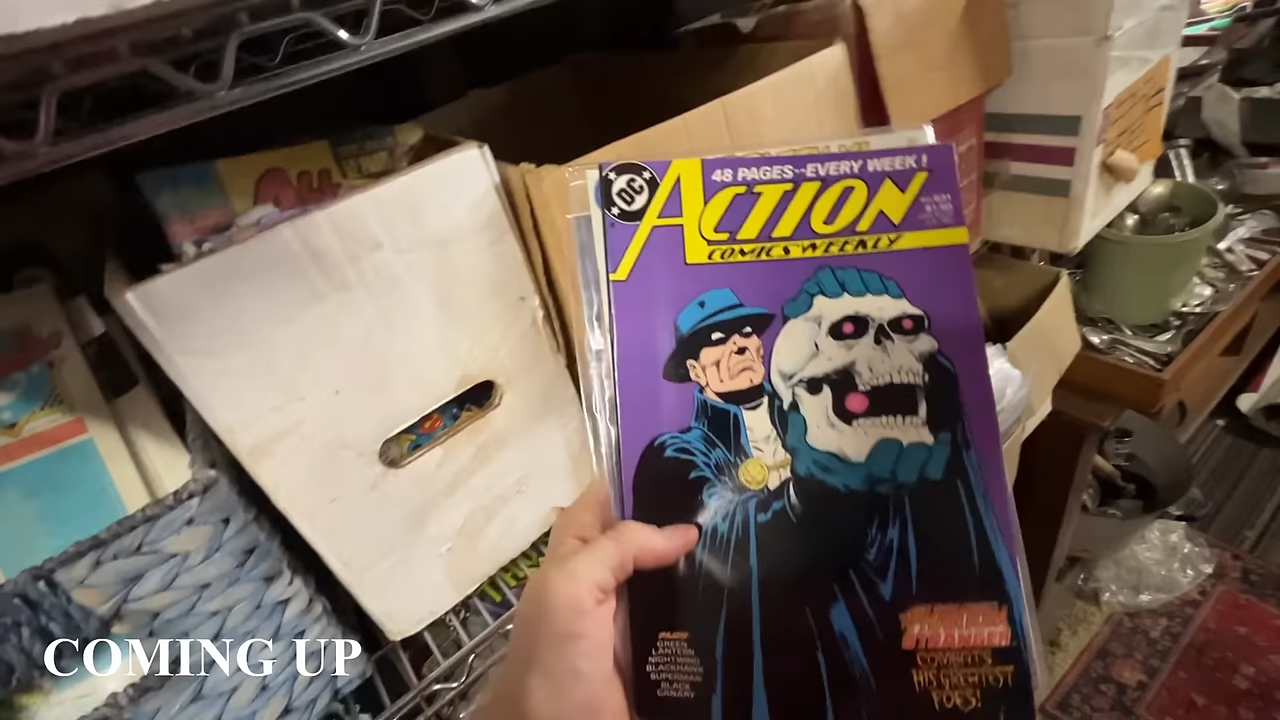 48 PAGES--EVERY WEEK!
DC
ACTION
COMICS WEEKLY
PLUS!
GREEN
LANTERN
NIGHTWING
BLACKHAWK
SUPERMAN
BLACK
CANARY
PHANTOM
COMBATS
HIS GREATEST
FOES!
COMING UP